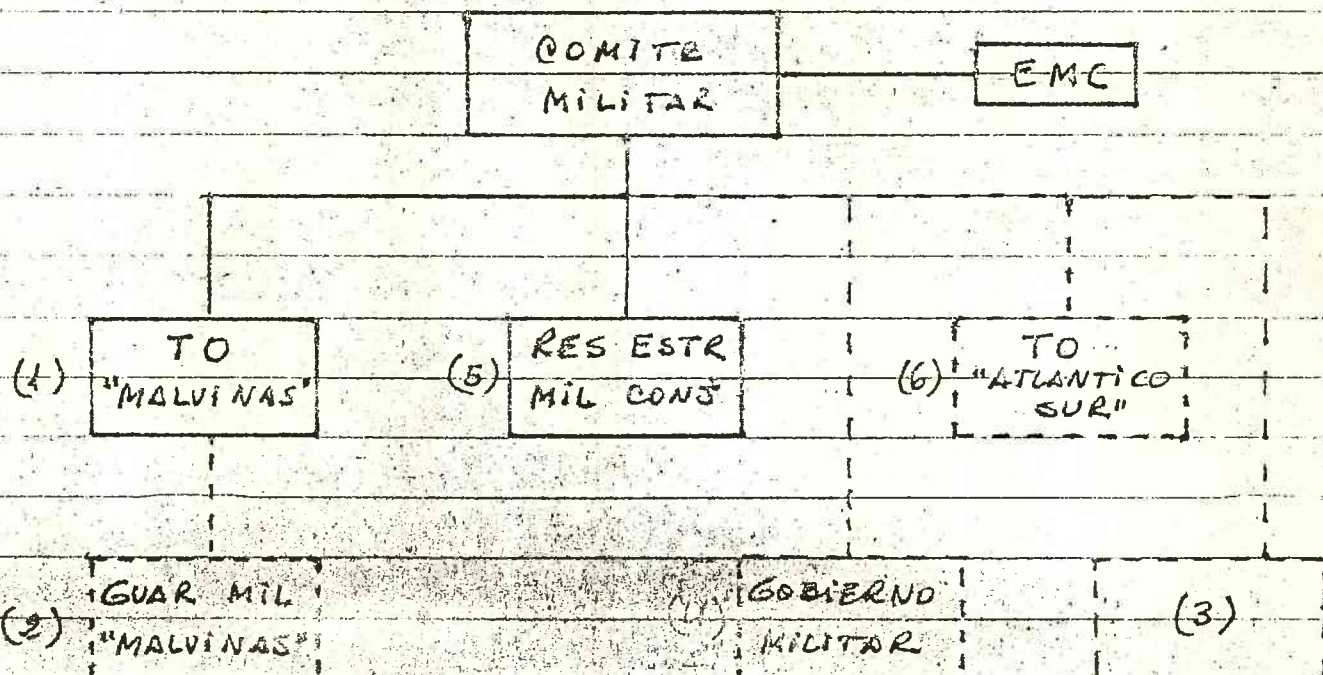 COMITE
MILITAR
EMC
(1)
TO
"MALVINAS"
(5)
RES ESTR
MIL CONJ
(6)
TO
"ATLANTICO
SUR"
(2)
GUAR MIL
"MALVINAS"
(4)
GOBIERNO
MILITAR
(3)